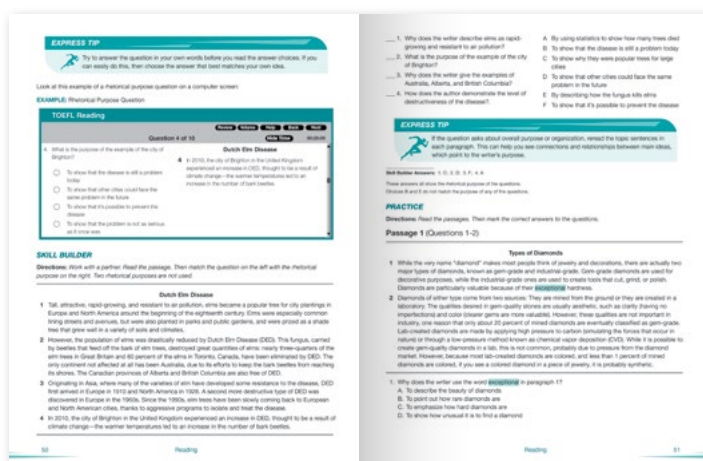 EXPRESS TIP
Try to answer the question in your own words before you read the answer choices. If you
can easily do this, then choose the answer that best matches your own idea.
Look at this example of a rhetorical purpose question on a computer screen:
EXAMPLE: Rhetorical Purpose Question
TOEFL Reading
Review Volume Help Back Next
Question 4 of 10
Hide Time 00:20:00
4. What is the purpose of the example of the city of
Brighton?
To show that the disease is still a problem
today
To show that other cities could face the
same problem in the future
To show that it's possible to prevent the
disease
To show that the problem is not as serious
as it once was
Dutch Elm Disease
4 In 2010, the city of Brighton in the United Kingdom
experienced an increase in DED, thought to be a result of
climate change—the warmer temperatures led to an
increase in the number of bark beetles.
SKILL BUILDER
Directions: Work with a partner. Read the passage. Then match the question on the left with the rhetorical
purpose on the right. Two rhetorical purposes are not used.
Dutch Elm Disease
1 Tall, attractive, rapid-growing, and resistant to air pollution, elms became a popular tree for city plantings in
Europe and North America around the beginning of the eighteenth century. Elms were especially common
lining streets and avenues, but were also planted in parks and public gardens, and were prized as a shade
tree that grew well in a variety of soils and climates.
2 However, the population of elms was drastically reduced by Dutch Elm Disease (DED). This fungus, carried
by beetles that feed off the bark of elm trees, destroyed great quantities of elms: nearly three-quarters of the
elm trees in Great Britain and 80 percent of the elms in Toronto, Canada, have been eliminated by DED. The
only continent not affected at all has been Australia, due to its efforts to keep the bark beetles from reaching
its shores. The Canadian provinces of Alberta and British Columbia are also free of DED.
3 Originating in Asia, where many of the varieties of elm have developed some resistance to the disease, DED
first arrived in Europe in 1910 and North America in 1928. A second more destructive type of DED was
discovered in Europe in the 1960s. Since the 1990s, elm trees have been slowly coming back to European
and North American cities, thanks to aggressive programs to isolate and treat the disease.
4 In 2010, the city of Brighton in the United Kingdom experienced an increase in DED, thought to be a result of
climate change—the warmer temperatures led to an increase in the number of bark beetles.
50 Reading
___ 1. Why does the writer describe elms as rapid-
growing and resistant to air pollution?
___ 2. What is the purpose of the example of the city
of Brighton?
___ 3. Why does the writer give the examples of
Australia, Alberta, and British Columbia?
___ 4. How does the author demonstrate the level of
destructiveness of the disease?
A By using statistics to show how many trees died
B To show that the disease is still a problem today
C To show why they were popular trees for large
cities
D To show that other cities could face the same
problem in the future
E By describing how the fungus kills elms
F To show that it's possible to prevent the disease
EXPRESS TIP
If the question asks about overall purpose or organization, reread the topic sentences in
each paragraph. This can help you see connections and relationships between main ideas,
which point to the writer's purpose.
These answers all show the rhetorical purpose of the questions.
Choices B and E do not match the purpose of any of the questions.
PRACTICE
Directions: Read the passages. Then mark the correct answers to the questions.
Passage 1 (Questions 1-2)
Types of Diamonds
1 While the very name "diamond" makes most people think of jewelry and decorations, there are actually two
major types of diamonds, known as gem-grade and industrial-grade. Gem-grade diamonds are used for
decorative purposes, while the industrial-grade ones are used to create tools that cut, grind, or polish.
Diamonds are particularly valuable because of their exceptional hardness.
2 Diamonds of either type come from two sources: They are mined from the ground or they are created in a
laboratory. The qualities desired in gem-quality stones are usually aesthetic, such as clarity (having no
imperfections) and color (clearer gems are more valuable). However, these qualities are not important in
industry, one reason that only about 20 percent of mined diamonds are eventually classified as gem-grade.
Lab-created diamonds are made by applying high pressure to carbon (simulating the forces that occur in
nature) or through a low-pressure method known as chemical vapor deposition (CVD). While it is possible to
create gem-quality diamonds in a lab, this is not common, probably due to pressure from the diamond
market. However, because most lab-created diamonds are colored, and less than 1 percent of mined
diamonds are colored, if you see a colored diamond in a piece of jewelry, it is probably synthetic.
1. Why does the writer use the word exceptional in paragraph 1?
A. To describe the beauty of diamonds
B. To point out how rare diamonds are
C. To emphasize how hard diamonds are
D. To show how unusual it is to find a diamond
Reading 51